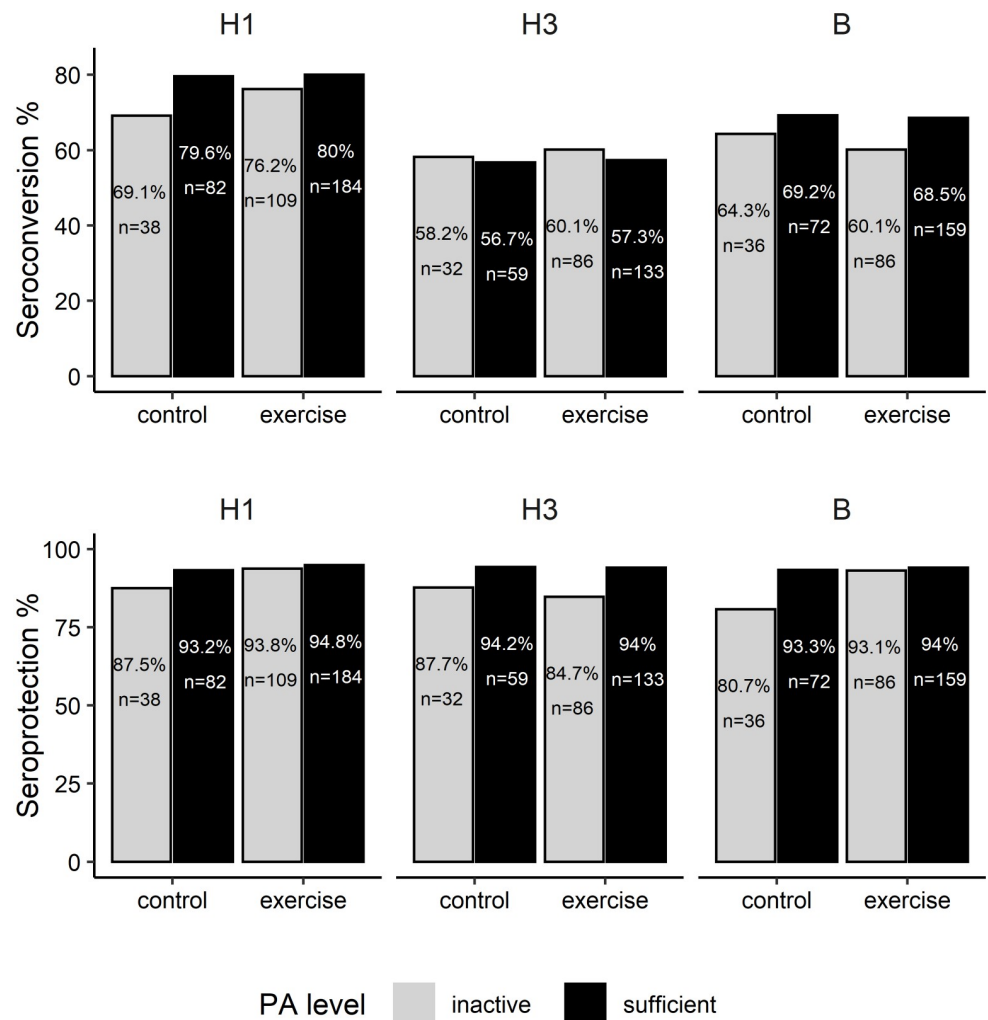 H1 H3 B
Seroconversion %
80
60
40
20
0
69.1%
n=38
79.6%
n=82
76.2%
n=109
80%
n=184
58.2%
n=32
56.7%
n=59
60.1%
n=86
57.3%
n=133
64.3%
n=36
69.2%
n=72
60.1%
n=86
68.5%
n=159
control exercise control exercise control exercise
H1 H3 B
Seroprotection %
100
75
50
25
0
87.5%
n=38
93.2%
n=82
93.8%
n=109
94.8%
n=184
87.7%
n=32
94.2%
n=59
84.7%
n=86
94%
n=133
80.7%
n=36
93.3%
n=72
93.1%
n=86
94%
n=159
control exercise control exercise control exercise
PA level inactive sufficient